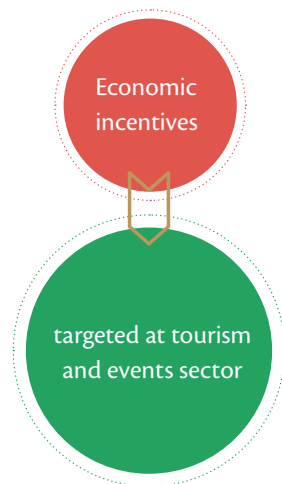 Economic
incentives
targeted at tourism
and events sector